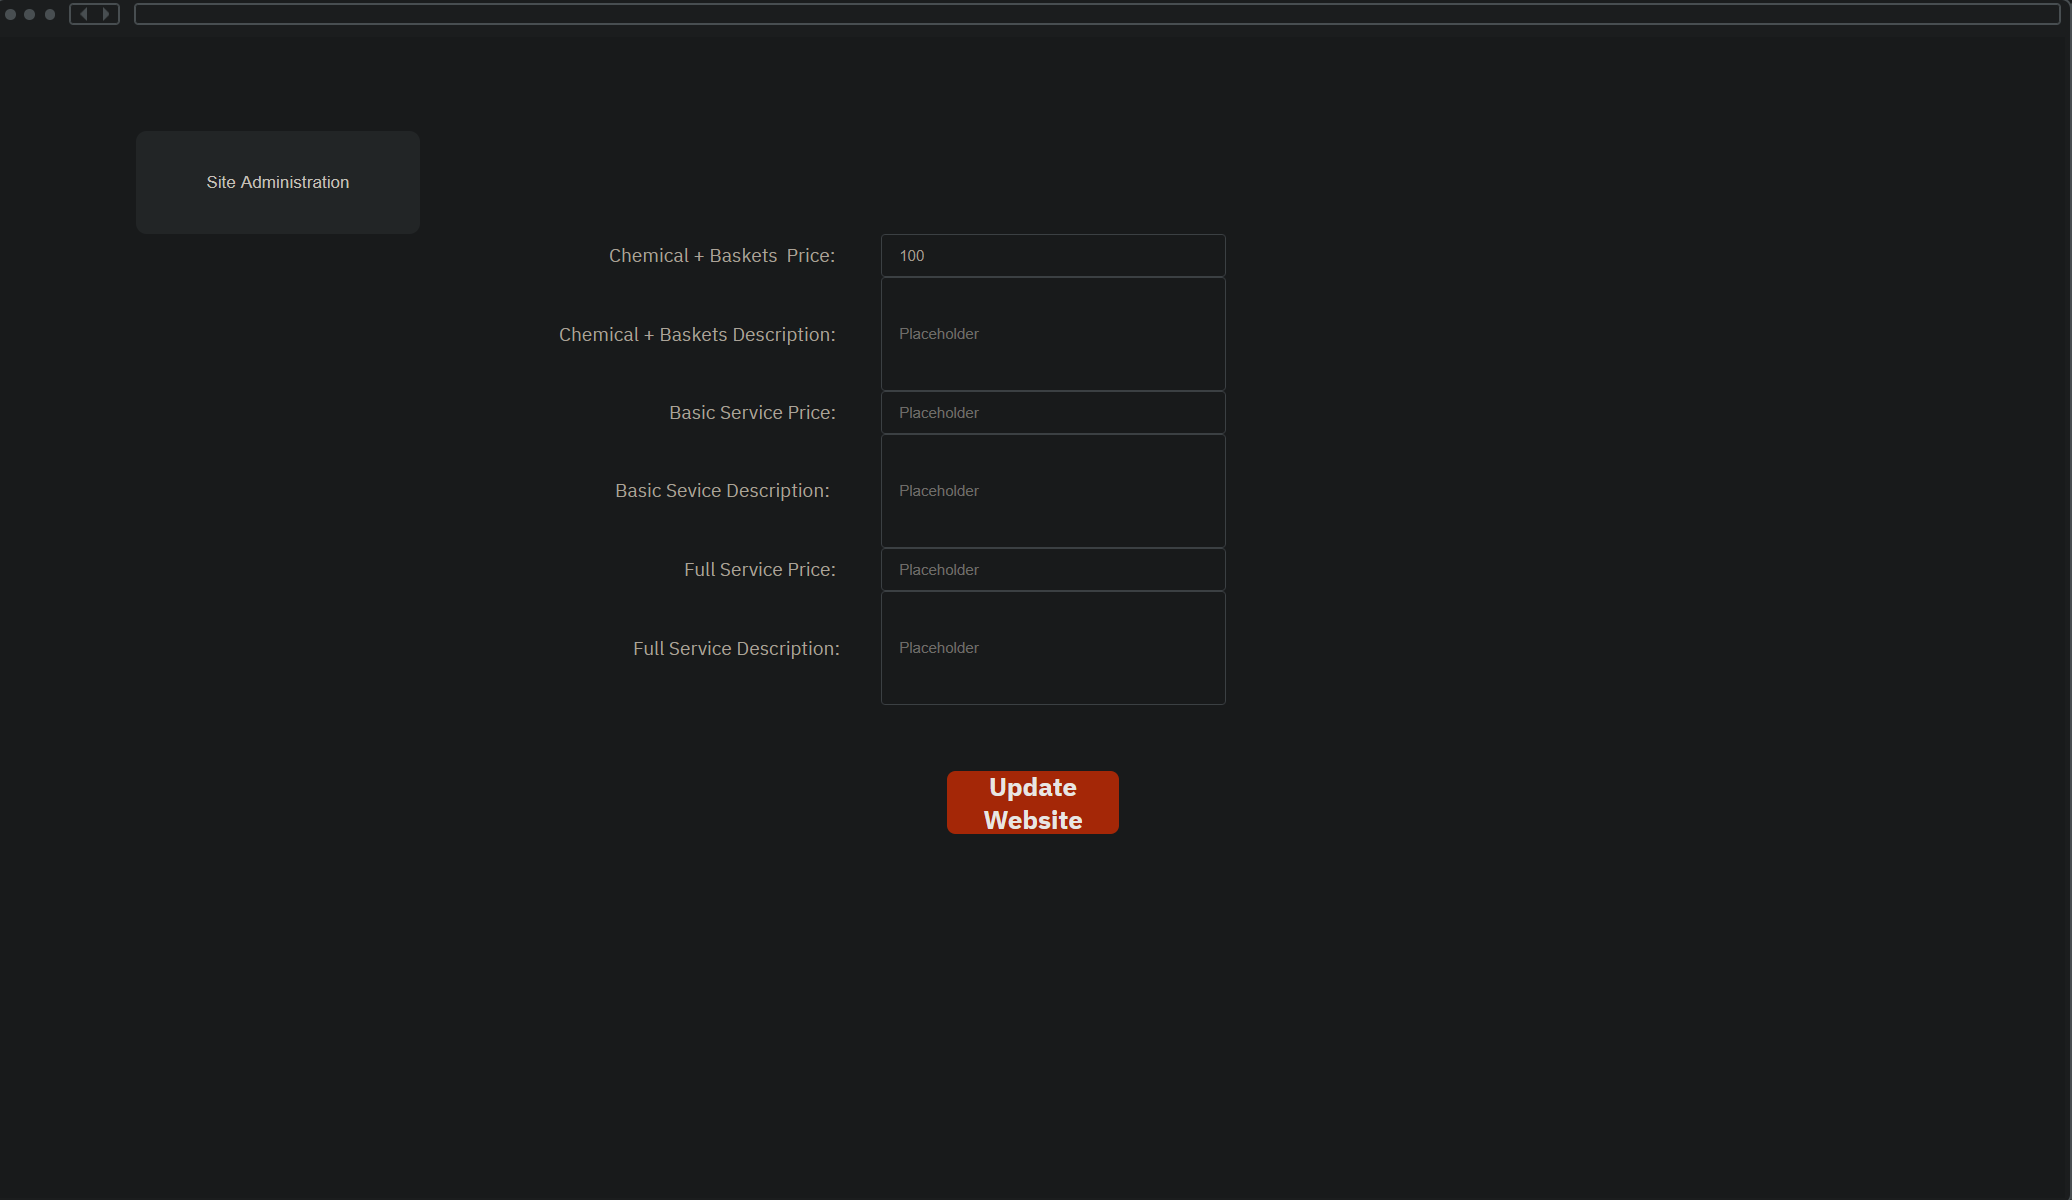 Site Administration
Chemical + Baskets  Price:
100
Chemical + Baskets Description:
Placeholder
Basic Service Price:
Placeholder
Basic Sevice Description:
Placeholder
Full Service Price:
Placeholder
Full Service Description:
Placeholder
Update
Website